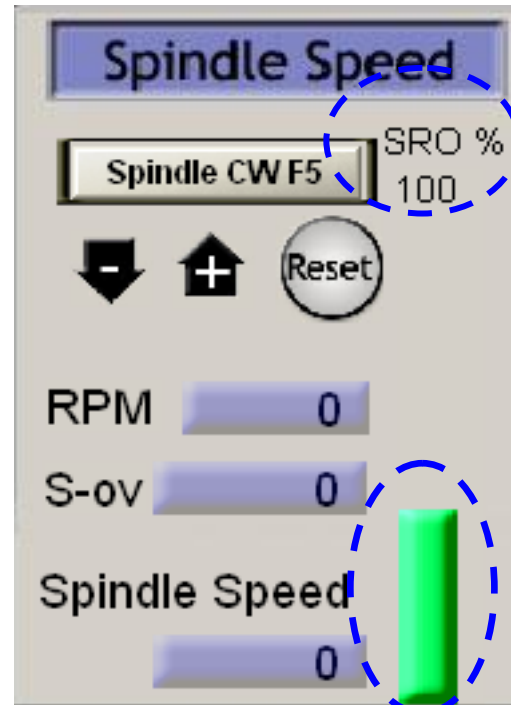 Spindle Speed
SRO %
Spindle CW F5
100
- + Reset
RPM 0
S-ov 0
Spindle Speed
0